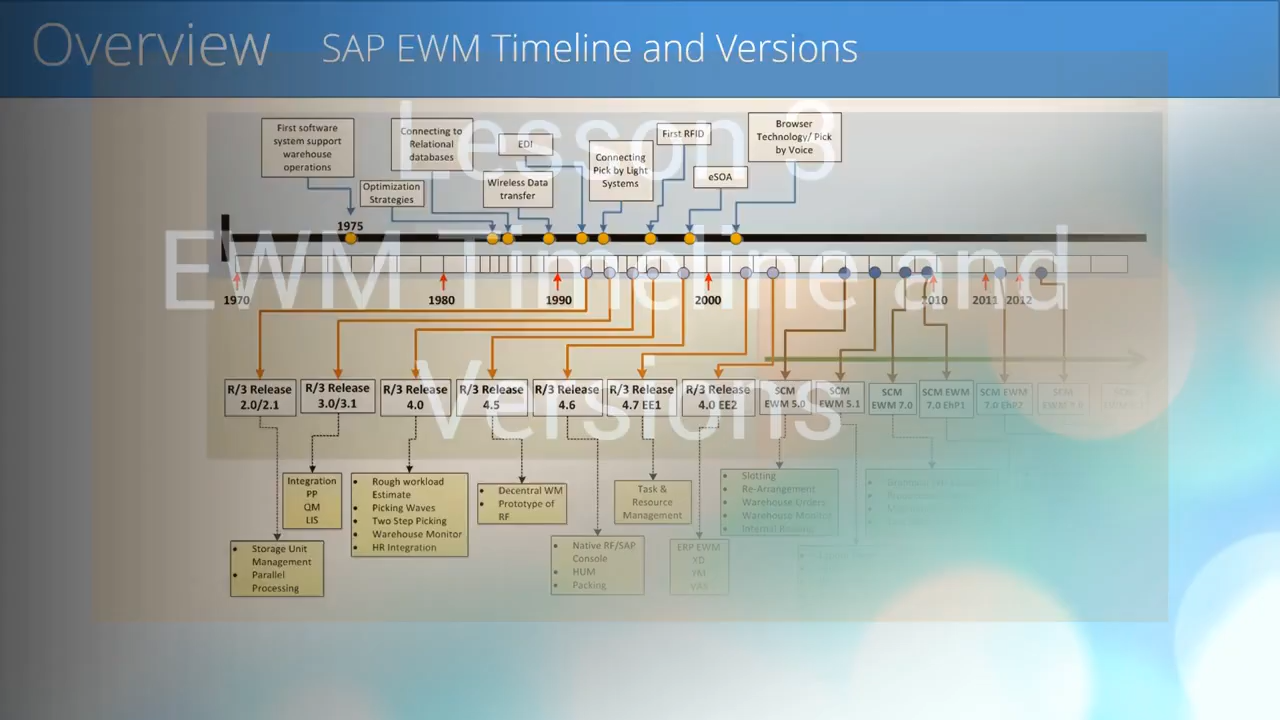 Overview
SAP EWM Timeline and Versions
Lesson 3
EWM Timeline and
Versions
First software
system support
warehouse
operations
Connecting to
Relational
databases
Optimization
Strategies
EDI
Wireless Data
transfer
Connecting
Pick by Light
Systems
First RFID
eSOA
Browser
Technology/ Pick
by Voice
1975
1970
1980
1990
2000
2010
2011
2012
R/3 Release
2.0/2.1
R/3 Release
3.0/3.1
R/3 Release
4.0
R/3 Release
4.5
R/3 Release
4.6
R/3 Release
4.7 EE1
R/3 Release
4.0 EE2
SCM
EWM 5.0
SCM
EWM 5.1
SCM
EWM 7.0
SCM EWM
7.0 EhP1
SCM EWM
7.0 EhP2
SCM
Storage Unit
Management
Parallel
Processing
Integration
PP
QM
LIS
Rough workload
Estimate
Picking Waves
Two Step Picking
Warehouse Monitor
HR Integration
Decentral WM
Prototype of
RF
Native RF/SAP
Console
HUM
Packing
Task &
Resource
Management
ERP EWM
XD
YM
VAS
Slotting
Re-Arrangement
Warehouse Orders
Warehouse Monitor
Internal Routing